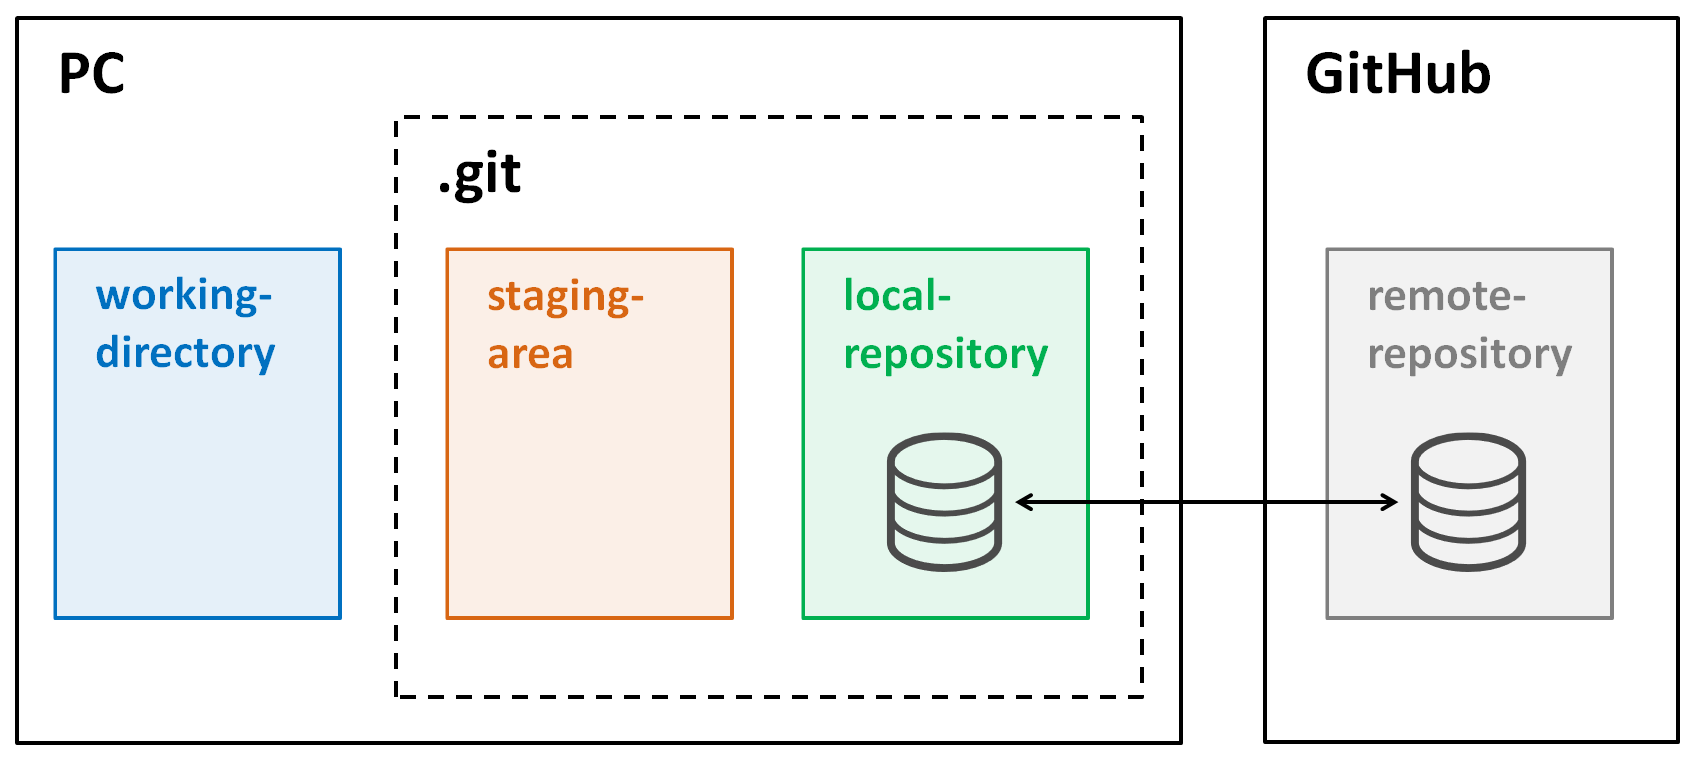 PC
.git
working-
directory
staging-
area
local-
repository
GitHub
remote-
repository